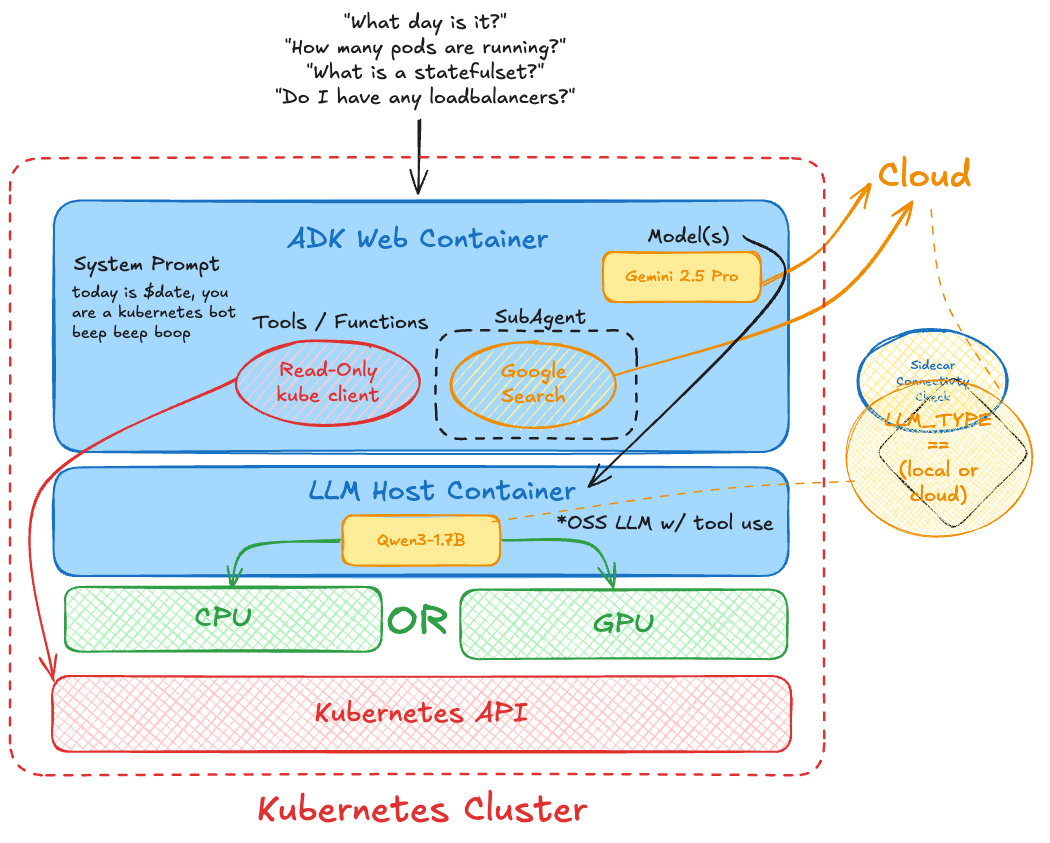 "What day is it?"
"How many pods are running?"
"What is a statefulset?"
"Do I have any loadbalancers?"
Cloud
ADK Web Container
Model(s)
System Prompt
Gemini 2.5 Pro
today is $date, you
are a kubernetes bot
beep beep boop
Tools / Functions
SubAgent
Read-Only
kube client
Google
Search
Sidecar
Connectivty
Check
LLM_TYPE
==
(local or
cloud)
LLM Host Container
*OSS LLM w/ tool use
Qwen3-1.7B
CPU
OR
GPU
Kubernetes API
Kubernetes Cluster